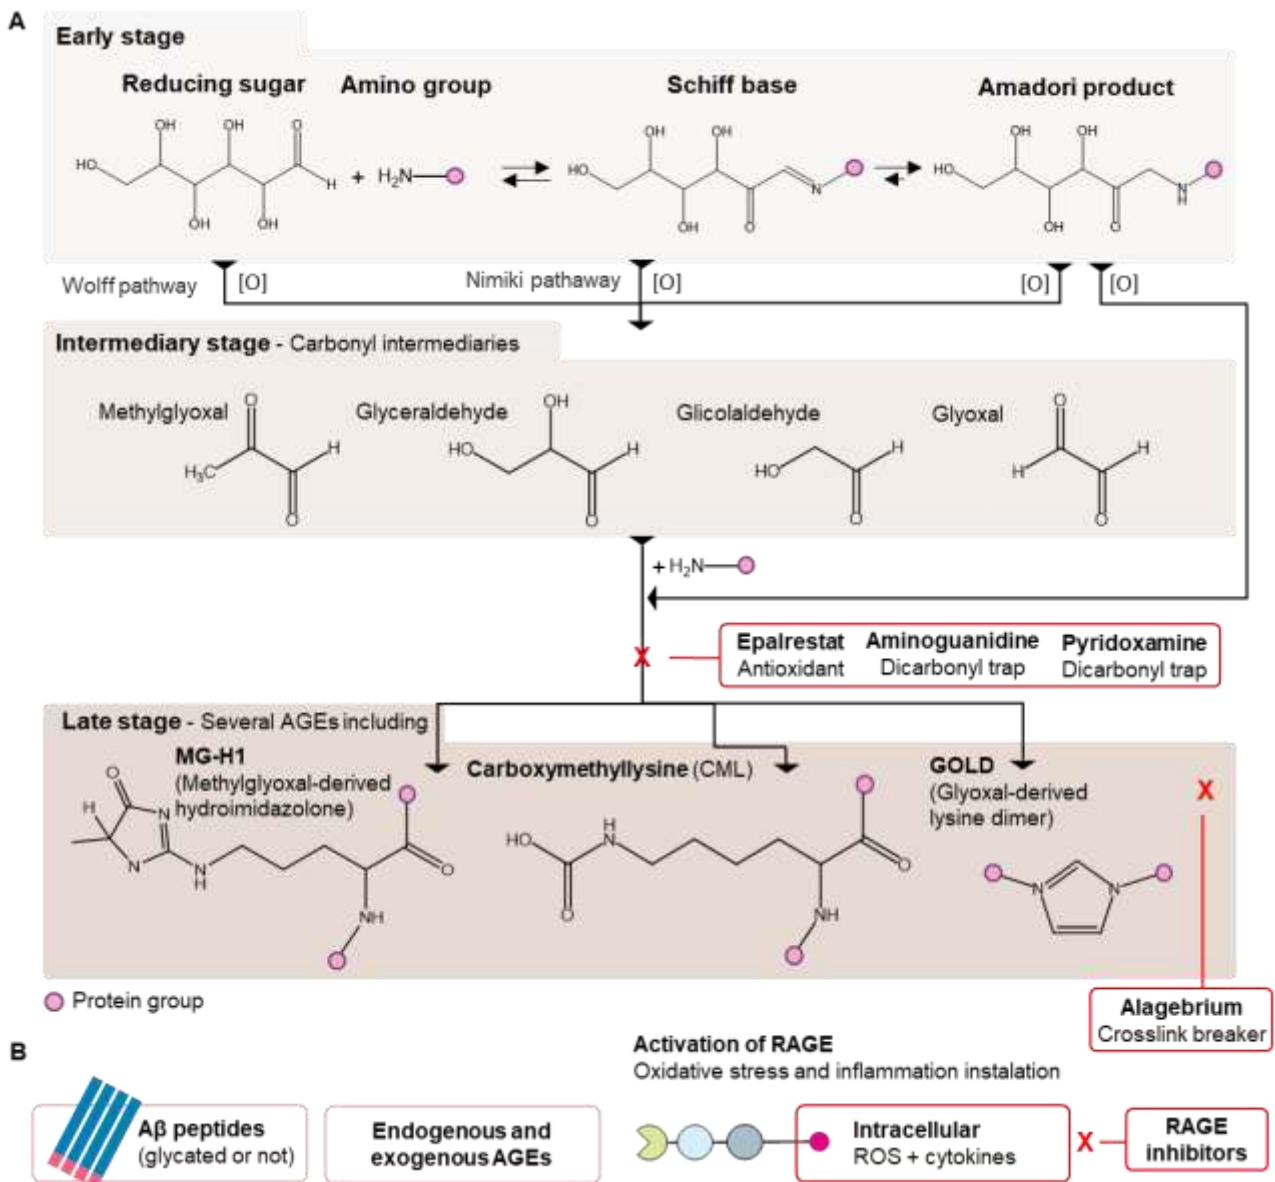 A
Early stage
Reducing sugar
Amino group
Schiff base
Amadori product
OH
OH
O
HO
H
OH
OH
+
H₂N
OH
OH
HO
N
OH
O
OH
OH
HO
N
H
OH
O
Wolff pathway
[O]
Nimiki pathaway
[O]
[O]
[O]
Intermediary stage - Carbonyl intermediaries
Methylglyoxal
O
H
H₃C
O
Glyceraldehyde
OH
HO
H
O
Glicolaldehyde
H
HO
O
Glyoxal
O
H
H
O
+ H₂N
X
Epalrestat
Antioxidant
Aminoguanidine
Dicarbonyl trap
Pyridoxamine
Dicarbonyl trap
Late stage - Several AGEs including
MG-H1
(Methylglyoxal-derived
hydroimidazolone)
O
H
N
N
N
H
O
NH
Carboxymethyllysine (CML)
HO
H
N
O
O
NH
GOLD
(Glyoxal-derived
lysine dimer)
N
N
X
Protein group
Alagebrium
Crosslink breaker
B
Aβ peptides
(glycated or not)
Endogenous and
exogenous AGEs
Activation of RAGE
Oxidative stress and inflammation instalation
Intracellular
ROS + cytokines
X
RAGE
inhibitors